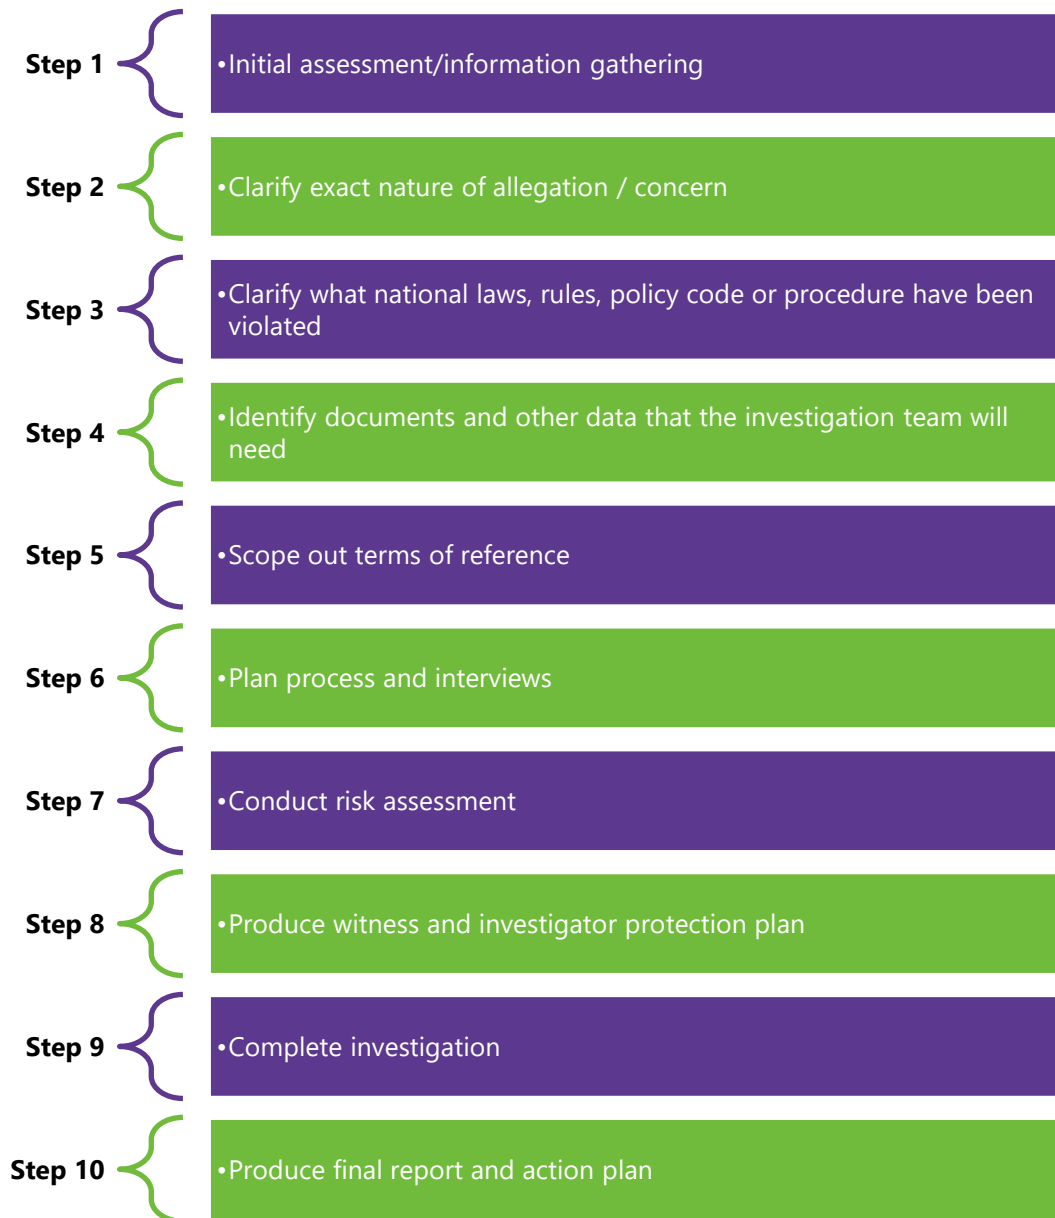 Step 1
•Initial assessment/information gathering
Step 2
•Clarify exact nature of allegation / concern
Step 3
•Clarify what national laws, rules, policy code or procedure have been
violated
Step 4
•Identify documents and other data that the investigation team will
need
Step 5
•Scope out terms of reference
Step 6
•Plan process and interviews
Step 7
•Conduct risk assessment
Step 8
•Produce witness and investigator protection plan
Step 9
•Complete investigation
Step 10
•Produce final report and action plan